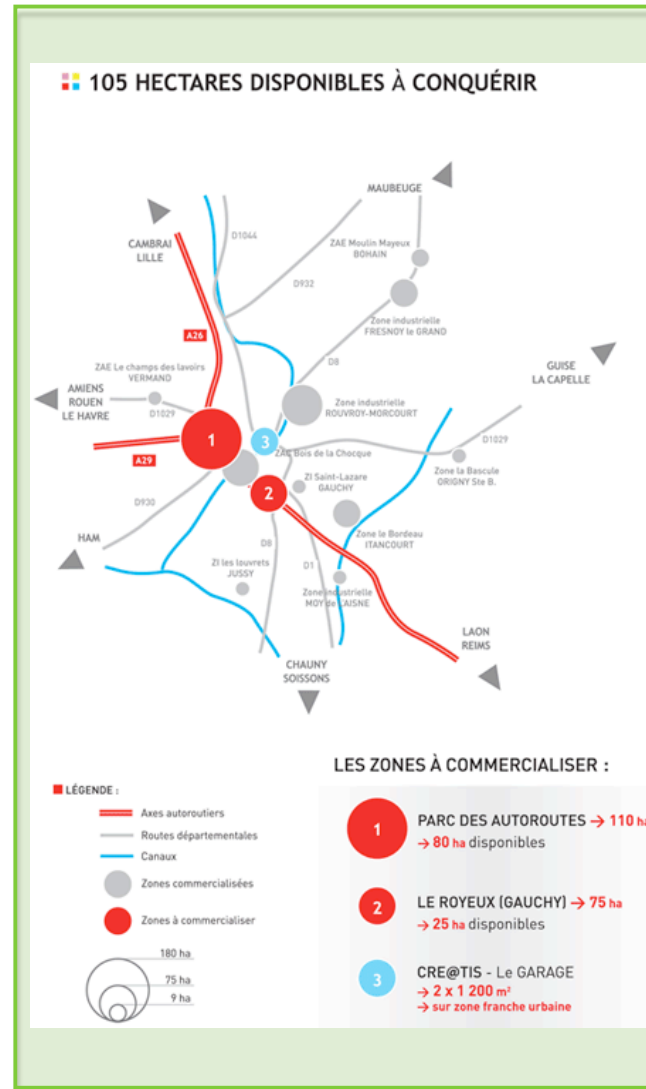 105 HECTARES DISPONIBLES À CONQUÉRIR
MAUBEUGE
CAMBRAI
LILLE
D1044
ZAE Moulin Mayeux
BOHAIN
D932
A26
Zone industrielle
FRESNOY le GRAND
D8
ZAE Le champs des lavoirs
VERMAND
GUISE
LA CAPELLE
AMIENS
ROUEN
LE HAVRE
D1029
Zone industrielle
ROUVROY-MORCOURT
1
3
A29
ZAC Bois de la Chocque
D1029
Zone la Bascule
ORIGNY Ste B.
2
ZI Saint-Lazare
GAUCHY
D930
Zone le Bordeau
ITANCOURT
HAM
D8
ZI les louvrets
JUSSY
D1
Zone industrielle
MOY de L'AISNE
LAON
REIMS
CHAUNY
SOISSONS
LÉGENDE :
Axes autoroutiers
Routes départementales
Canaux
Zones commercialisées
Zones à commercialiser
180 ha
75 ha
9 ha
LES ZONES À COMMERCIALISER :
1
PARC DES AUTOROUTES → 110 ha
→ 80 ha disponibles
2
LE ROYEUX (GAUCHY) → 75 ha
→ 25 ha disponibles
3
CRE@TIS - Le GARAGE
→ 2 x 1 200 m²
→ sur zone franche urbaine